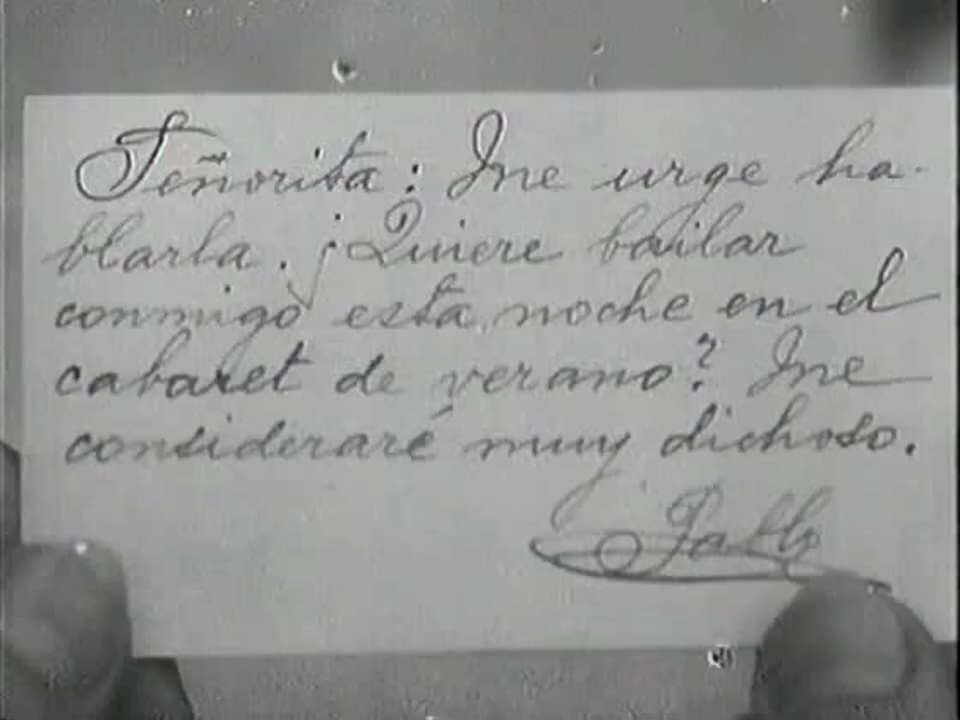 Señorita: Me urge ha-
blarla. ¿Quiere bailar
conmigo esta noche en el
cabaret de verano? Me
consideraré muy dichoso.
Pablo